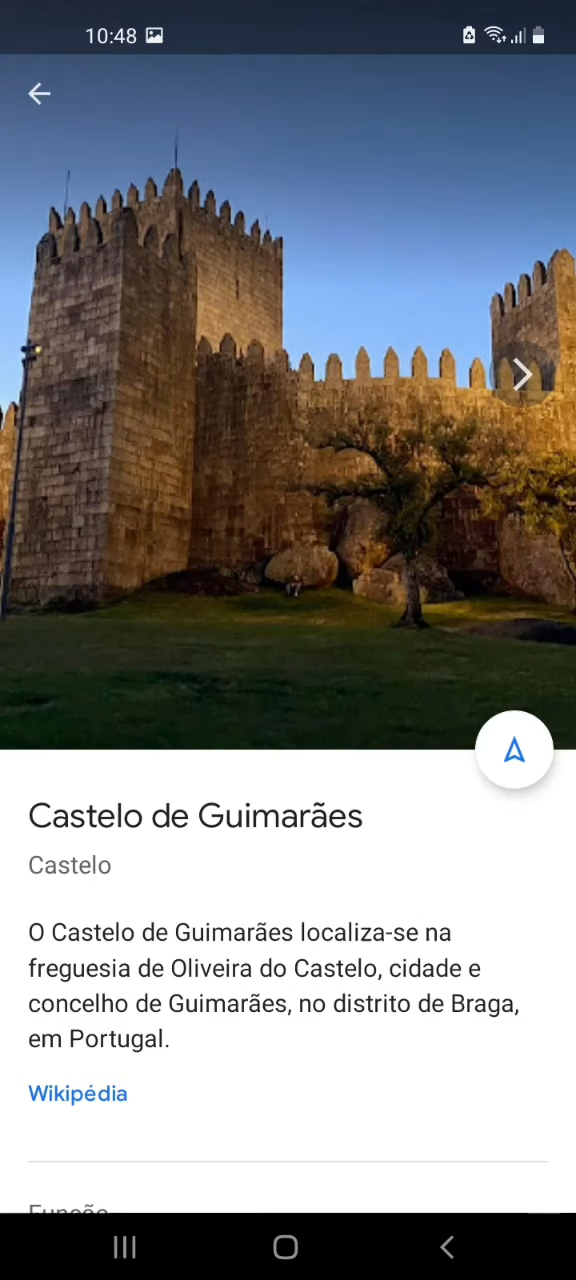 10:48
Castelo de Guimarães
Castelo
O Castelo de Guimarães localiza-se na
freguesia de Oliveira do Castelo, cidade e
concelho de Guimarães, no distrito de Braga,
em Portugal.
Wikipédia
Função